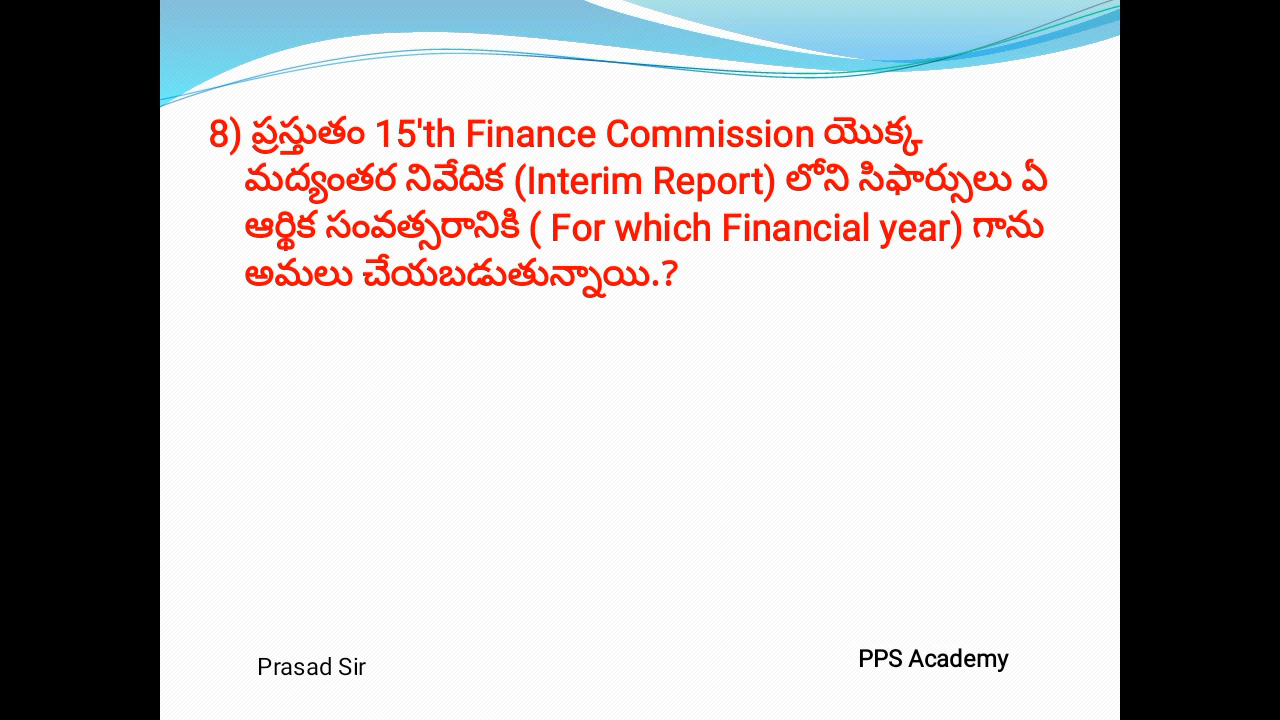 8) ప్రస్తుతం 15'th Finance Commission యొక్క
మద్యంతర నివేదిక (Interim Report) లోని సిఫార్సులు ఏ
ఆర్థిక సంవత్సరానికి ( For which Financial year) గాను
అమలు చేయబడుతున్నాయి.?
Prasad Sir
PPS Academy